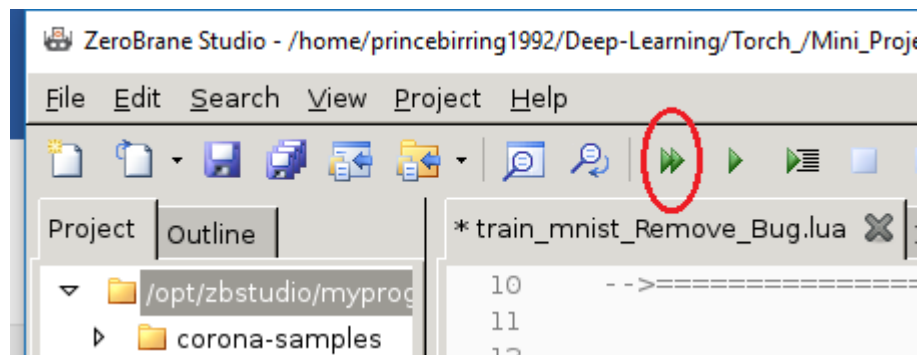 ZeroBrane Studio - /home/princebirring1992/Deep-Learning/Torch_/Mini_Proje
File Edit Search View Project Help
Project Outline
* train_mnist_Remove_Bug.lua
/opt/zbstudio/myprog
10 -->================
corona-samples
11
12